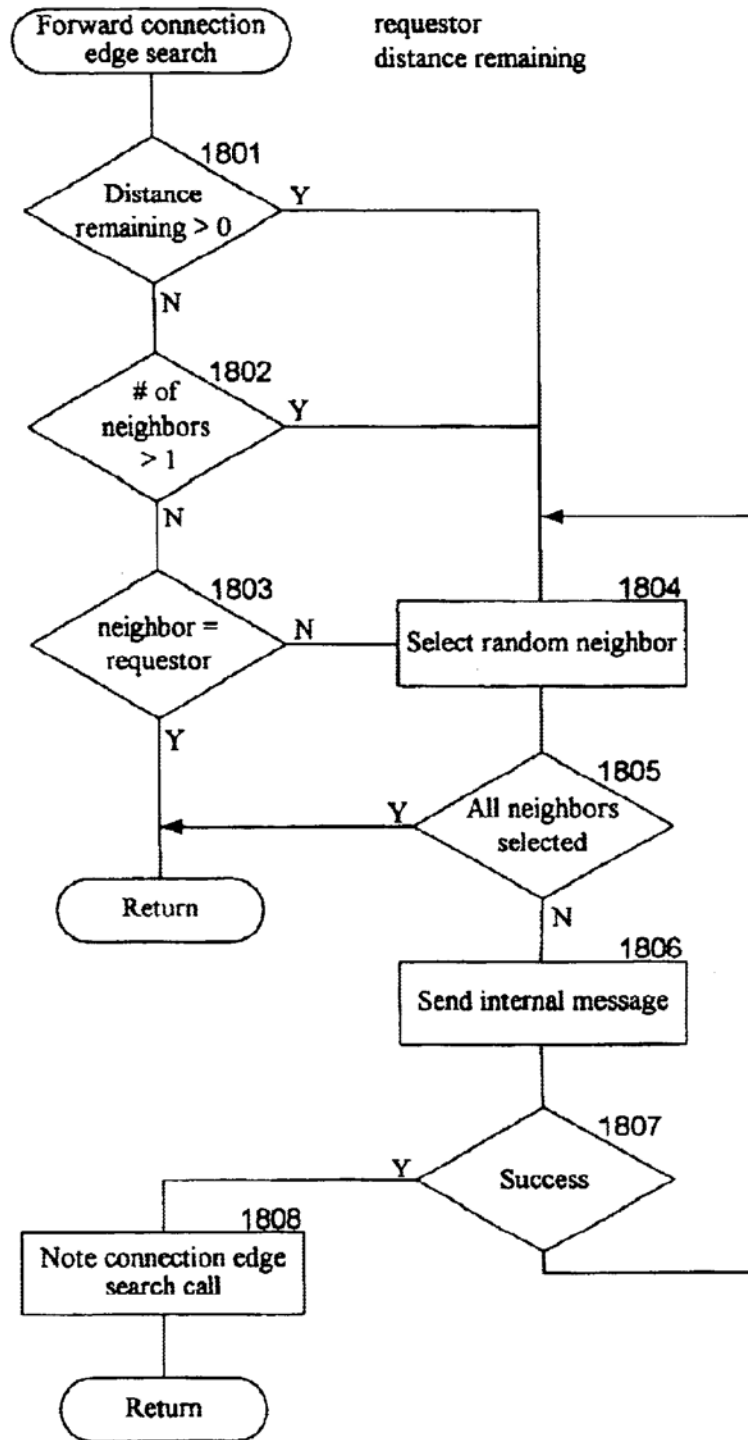 Forward connection
edge search
requestor
distance remaining
1801
Distance
remaining > 0
Y
N
1802
# of
neighbors
> 1
Y
N
1803
neighbor =
requestor
N
Y
1804
Select random neighbor
1805
All neighbors
selected
Y
N
Return
1806
Send internal message
1807
Success
Y
1808
Note connection edge
search call
Return